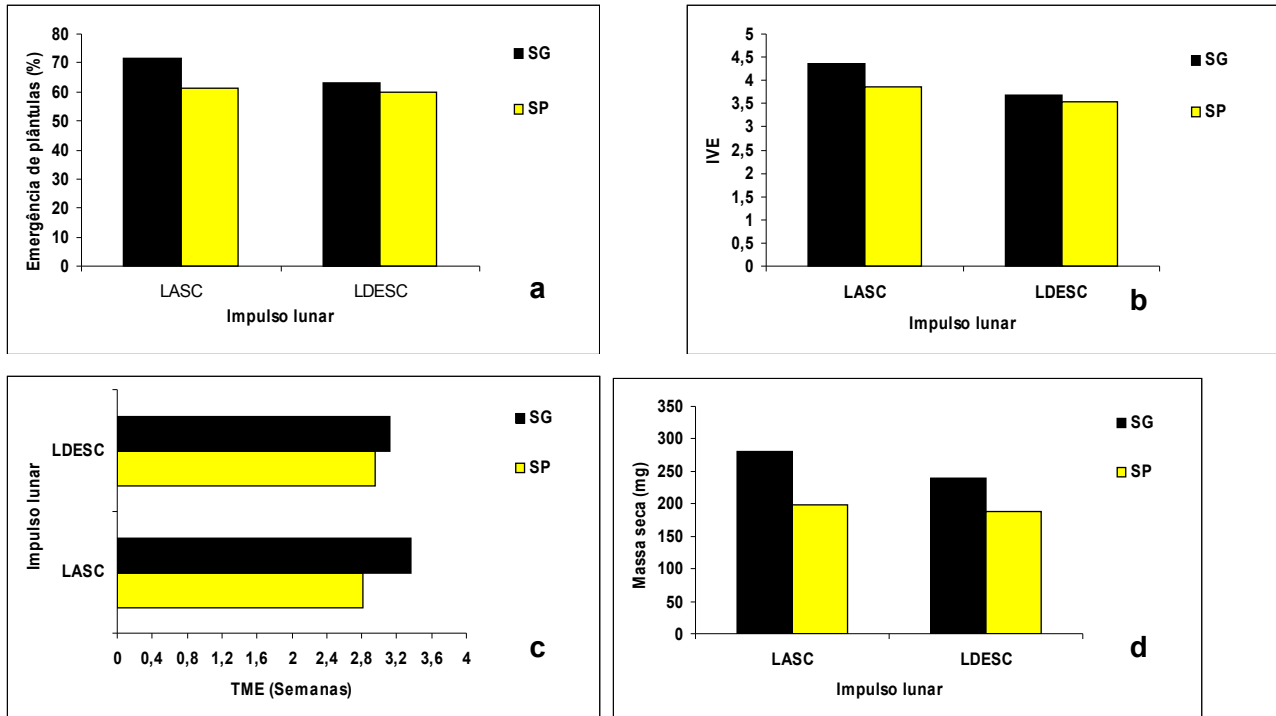 Emergência de plântulas (%)
80
70
60
50
40
30
20
10
0
LASC
LDESC
Impulso lunar
SG
SP
a
IVE
5
4,5
4
3,5
3
2,5
2
1,5
1
0,5
0
LASC
LDESC
Impulso lunar
SG
SP
b
Impulso lunar
LDESC
LASC
0 0,4 0,8 1,2 1,6 2 2,4 2,8 3,2 3,6 4
TME (Semanas)
SG
SP
c
Massa seca (mg)
350
300
250
200
150
100
50
0
LASC
LDESC
Impulso lunar
SG
SP
d